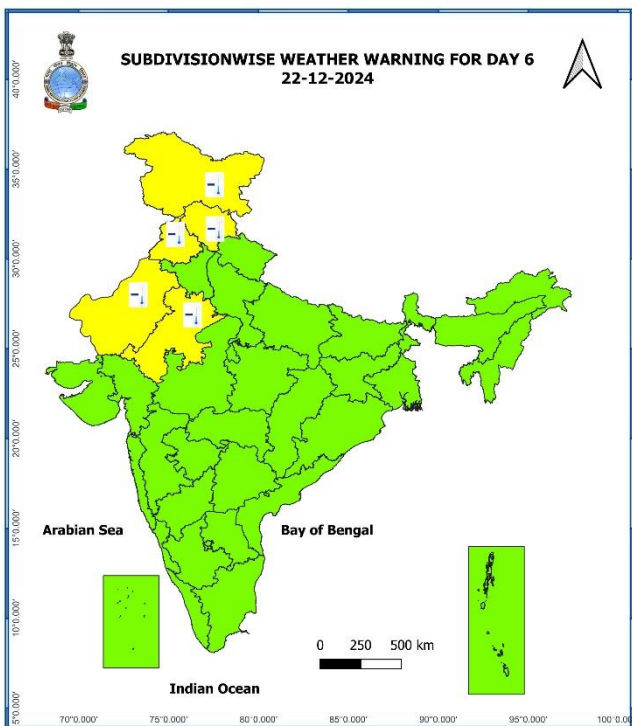 SUBDIVISIONWISE WEATHER WARNING FOR DAY 6
22-12-2024
40°0.000'
35°0.000'
30°0.000'
25°0.000'
20°0.000'
15°0.000'
10°0.000'
5°0.000'
Arabian Sea
Bay of Bengal
0 250 500 km
Indian Ocean
70°0.000' 75°0.000' 80°0.000' 85°0.000' 90°0.000' 95°0.000' 100°0.0